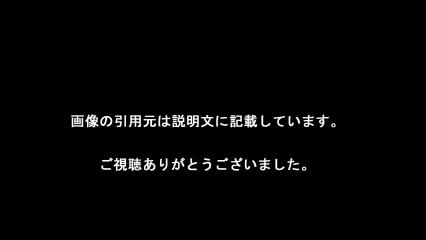 画像の引用元は説明文に記載しています。
ご視聴ありがとうございました。